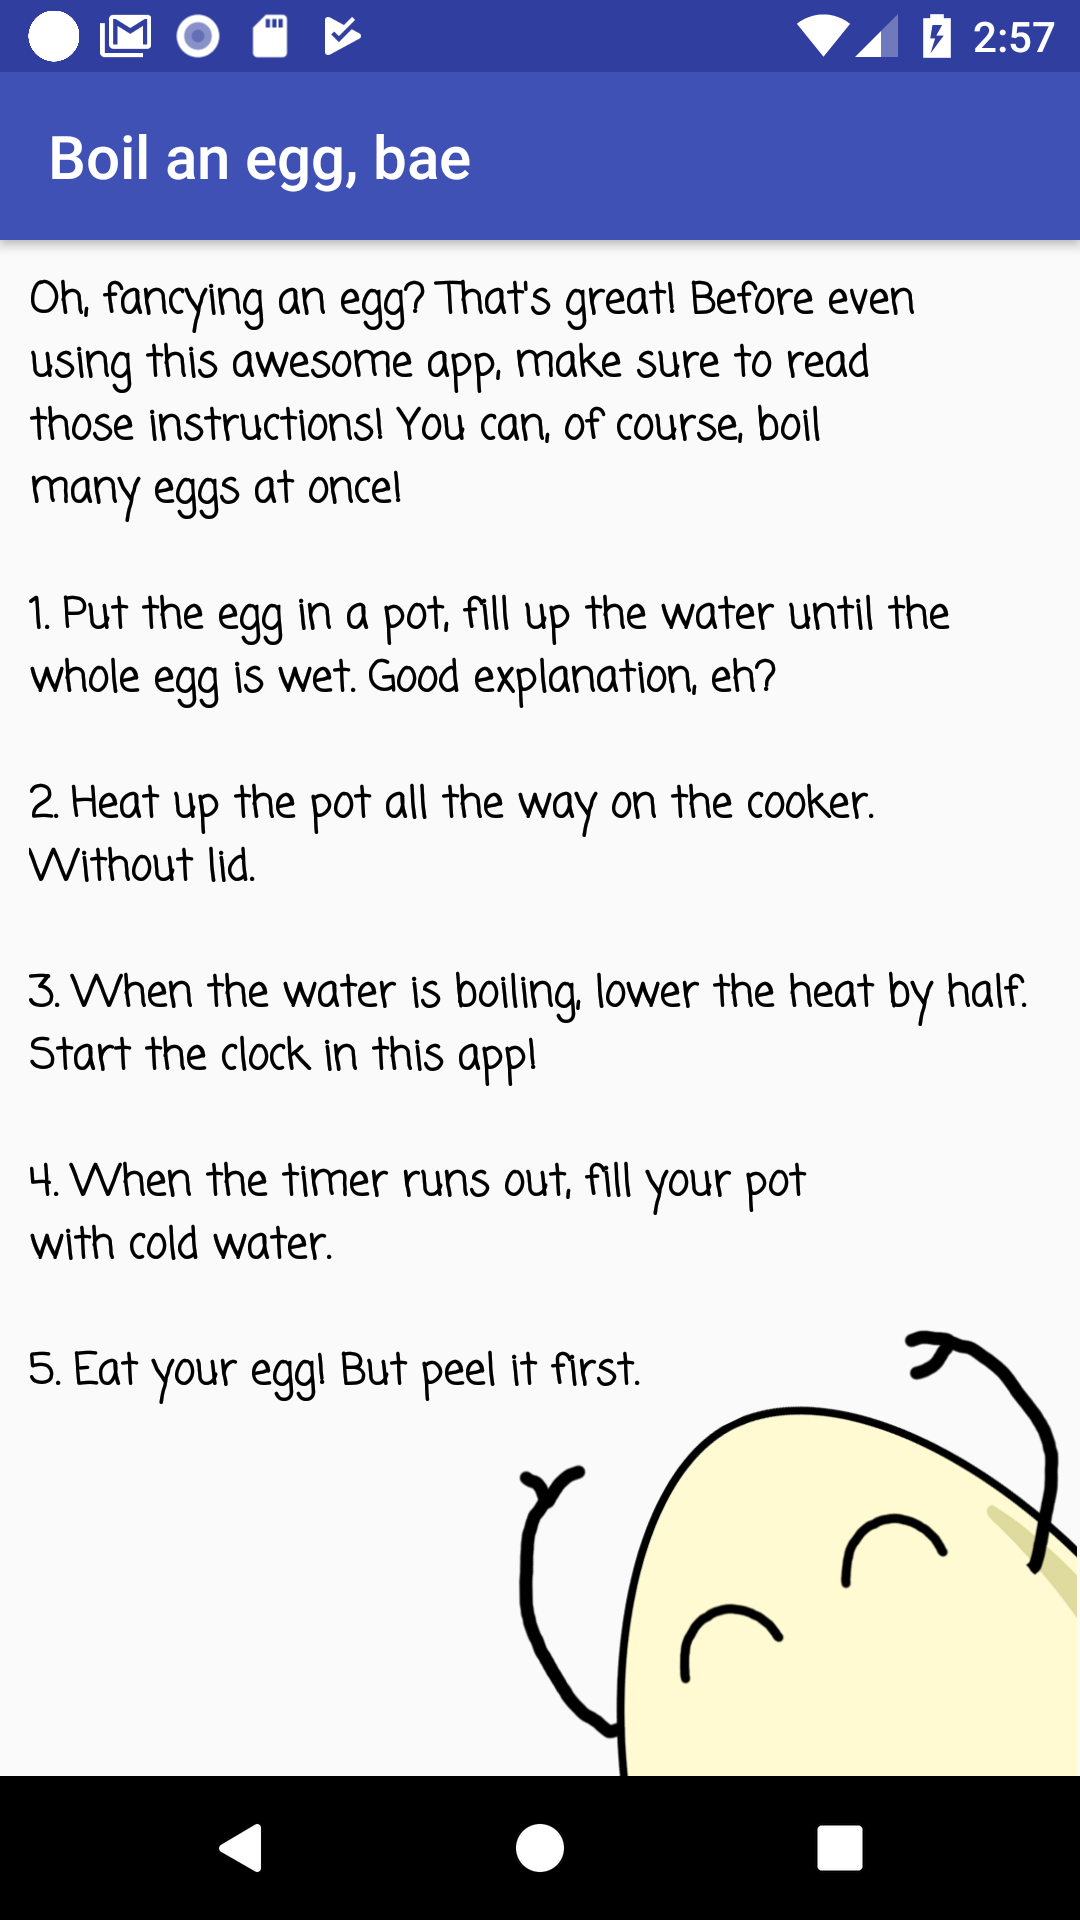 2:57
Boil an egg, bae
Oh, fancying an egg? That's great! Before even
using this awesome app, make sure to read
those instructions! You can, of course, boil
many eggs at once!
1. Put the egg in a pot, fill up the water until the
whole egg is wet. Good explanation, eh?
2. Heat up the pot all the way on the cooker.
Without lid.
3. When the water is boiling, lower the heat by half.
Start the clock in this app!
4. When the timer runs out, fill your pot
with cold water.
5. Eat your egg! But peel it first.